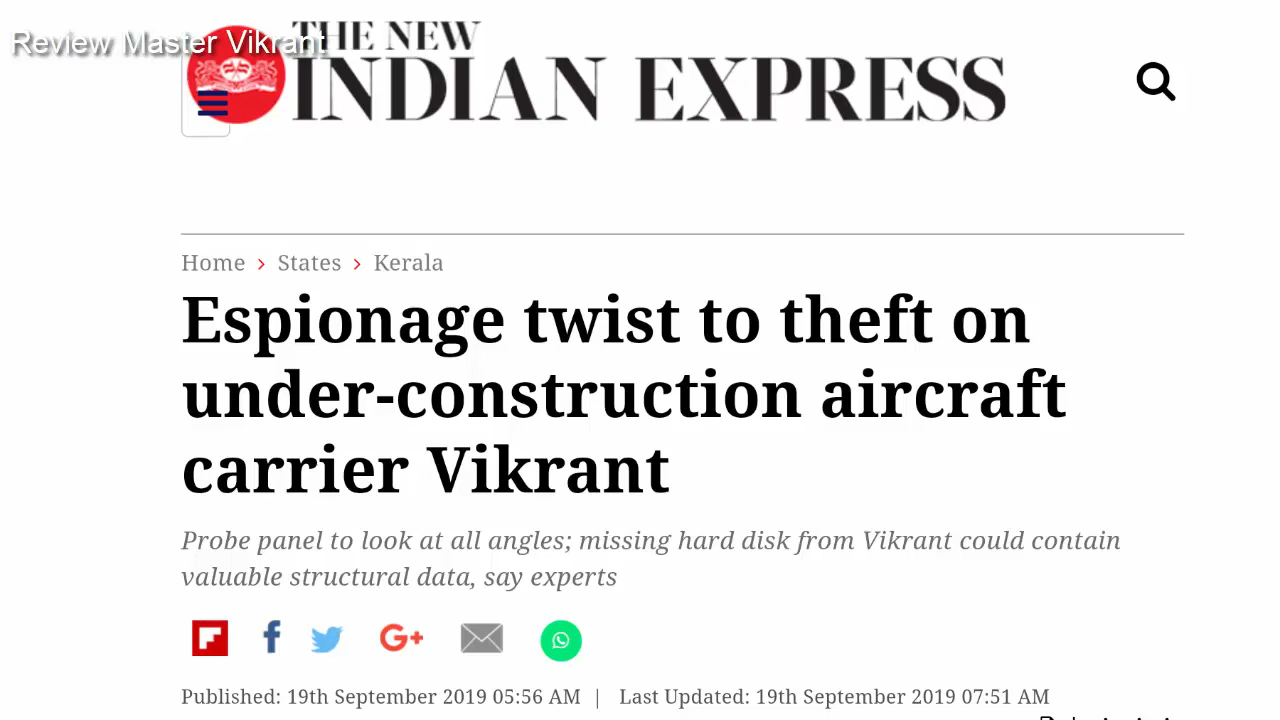 Review Master Vikrant
THE NEW
INDIAN EXPRESS
Home > States > Kerala
Espionage twist to theft on
under-construction aircraft
carrier Vikrant
Probe panel to look at all angles; missing hard disk from Vikrant could contain
valuable structural data, say experts
Published: 19th September 2019 05:56 AM | Last Updated: 19th September 2019 07:51 AM